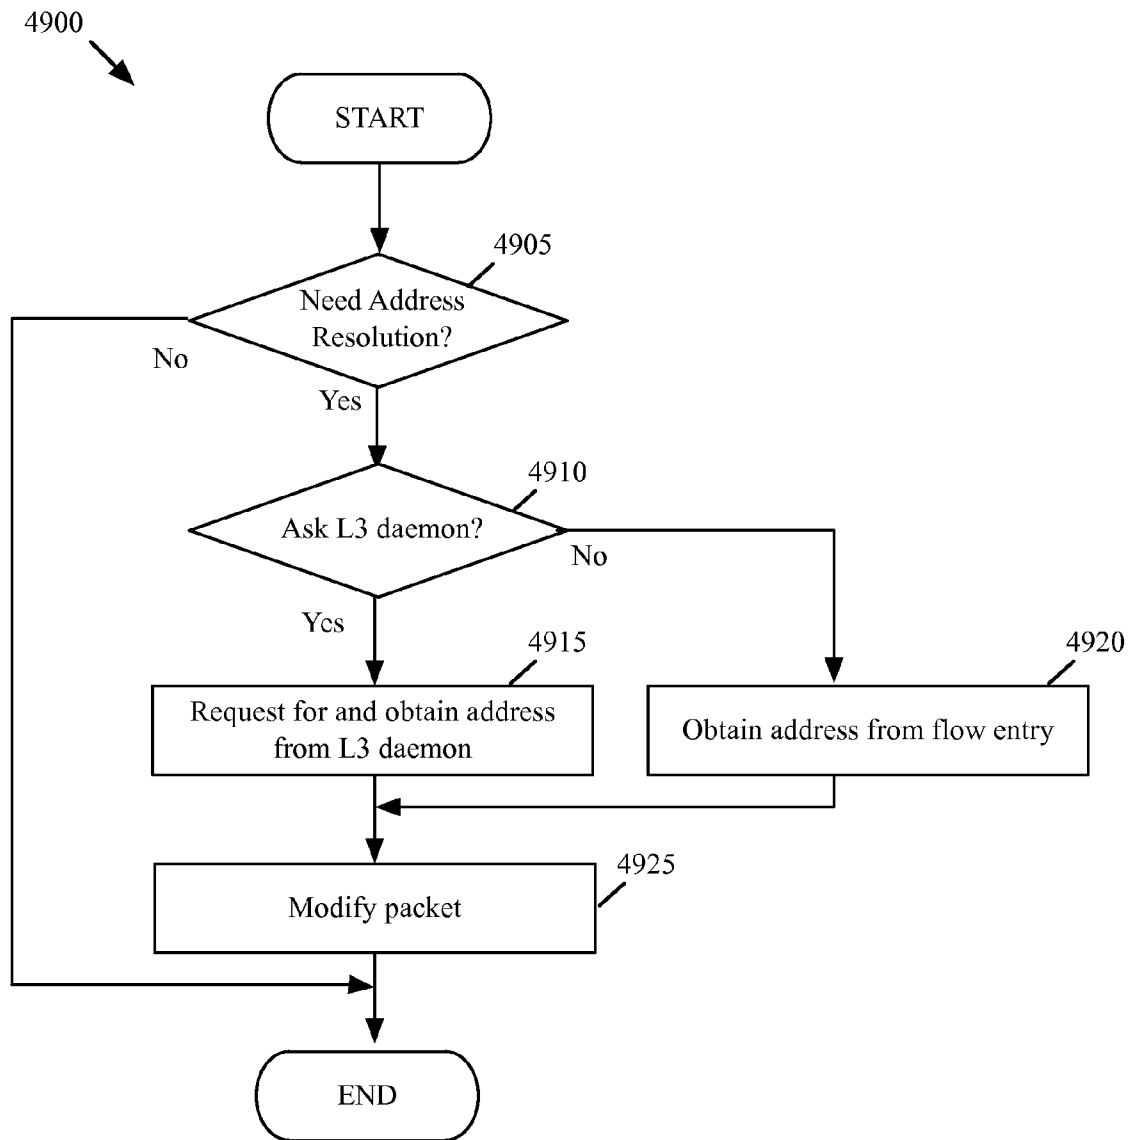 4900
START
4905
Need Address
Resolution?
No
Yes
4910
Ask L3 daemon?
No
Yes
4915
4920
Request for and obtain address
from L3 daemon
Obtain address from flow entry
4925
Modify packet
END